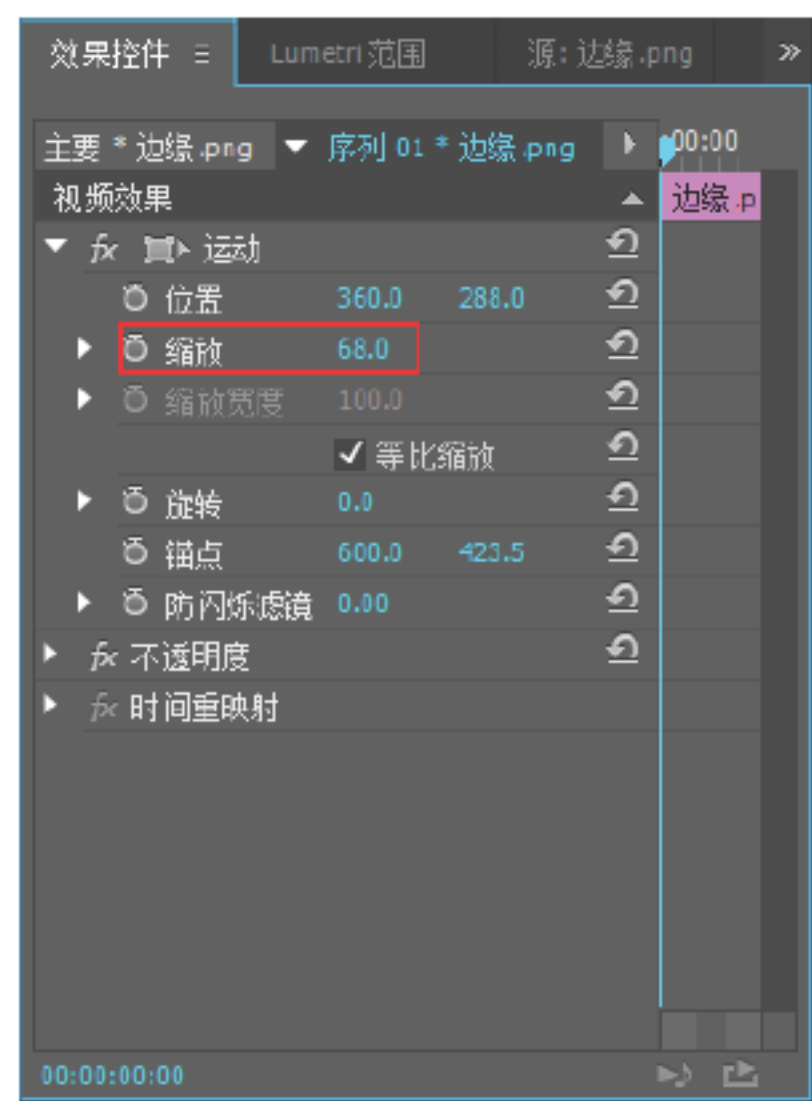 效果控件 Lumetri 范围 源: 边缘.png »
主要 * 边缘.png 序列 01 * 边缘.png 00:00
视频效果 边缘.p
fx 运动
位置 360.0 288.0
缩放 68.0
缩放宽度 100.0
等比缩放
旋转 0.0
锚点 600.0 423.5
防闪烁滤镜 0.00
fx 不透明度
fx 时间重映射
00:00:00:00